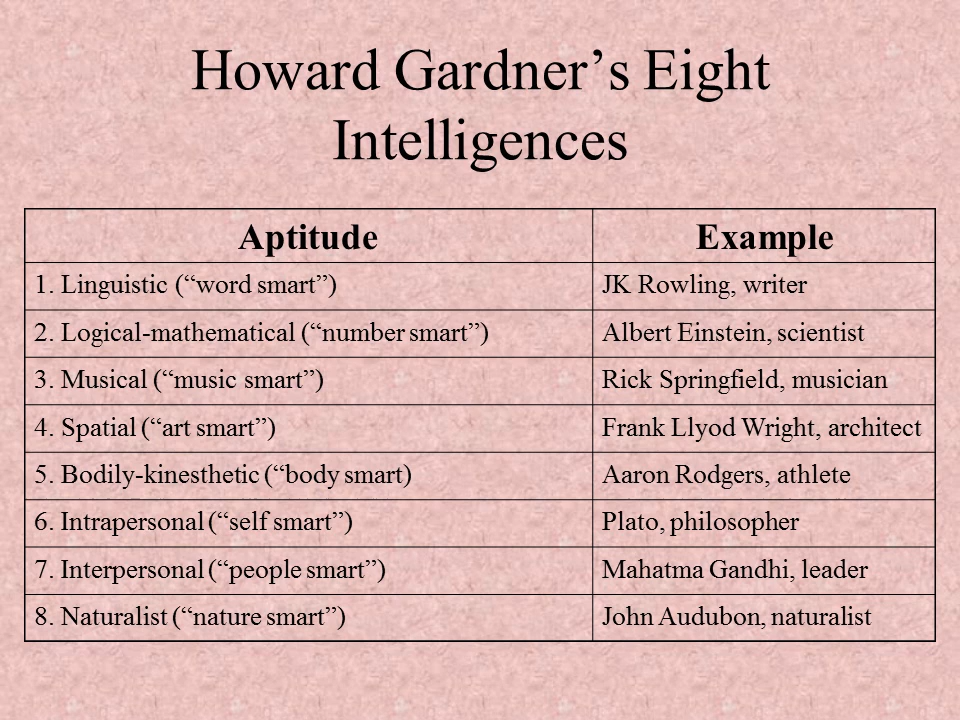 Howard Gardner’s Eight
Intelligences
Aptitude Example
1. Linguistic (“word smart”) JK Rowling, writer
2. Logical-mathematical (“number smart”) Albert Einstein, scientist
3. Musical (“music smart”) Rick Springfield, musician
4. Spatial (“art smart”) Frank Llyod Wright, architect
5. Bodily-kinesthetic (“body smart) Aaron Rodgers, athlete
6. Intrapersonal (“self smart”) Plato, philosopher
7. Interpersonal (“people smart”) Mahatma Gandhi, leader
8. Naturalist (“nature smart”) John Audubon, naturalist